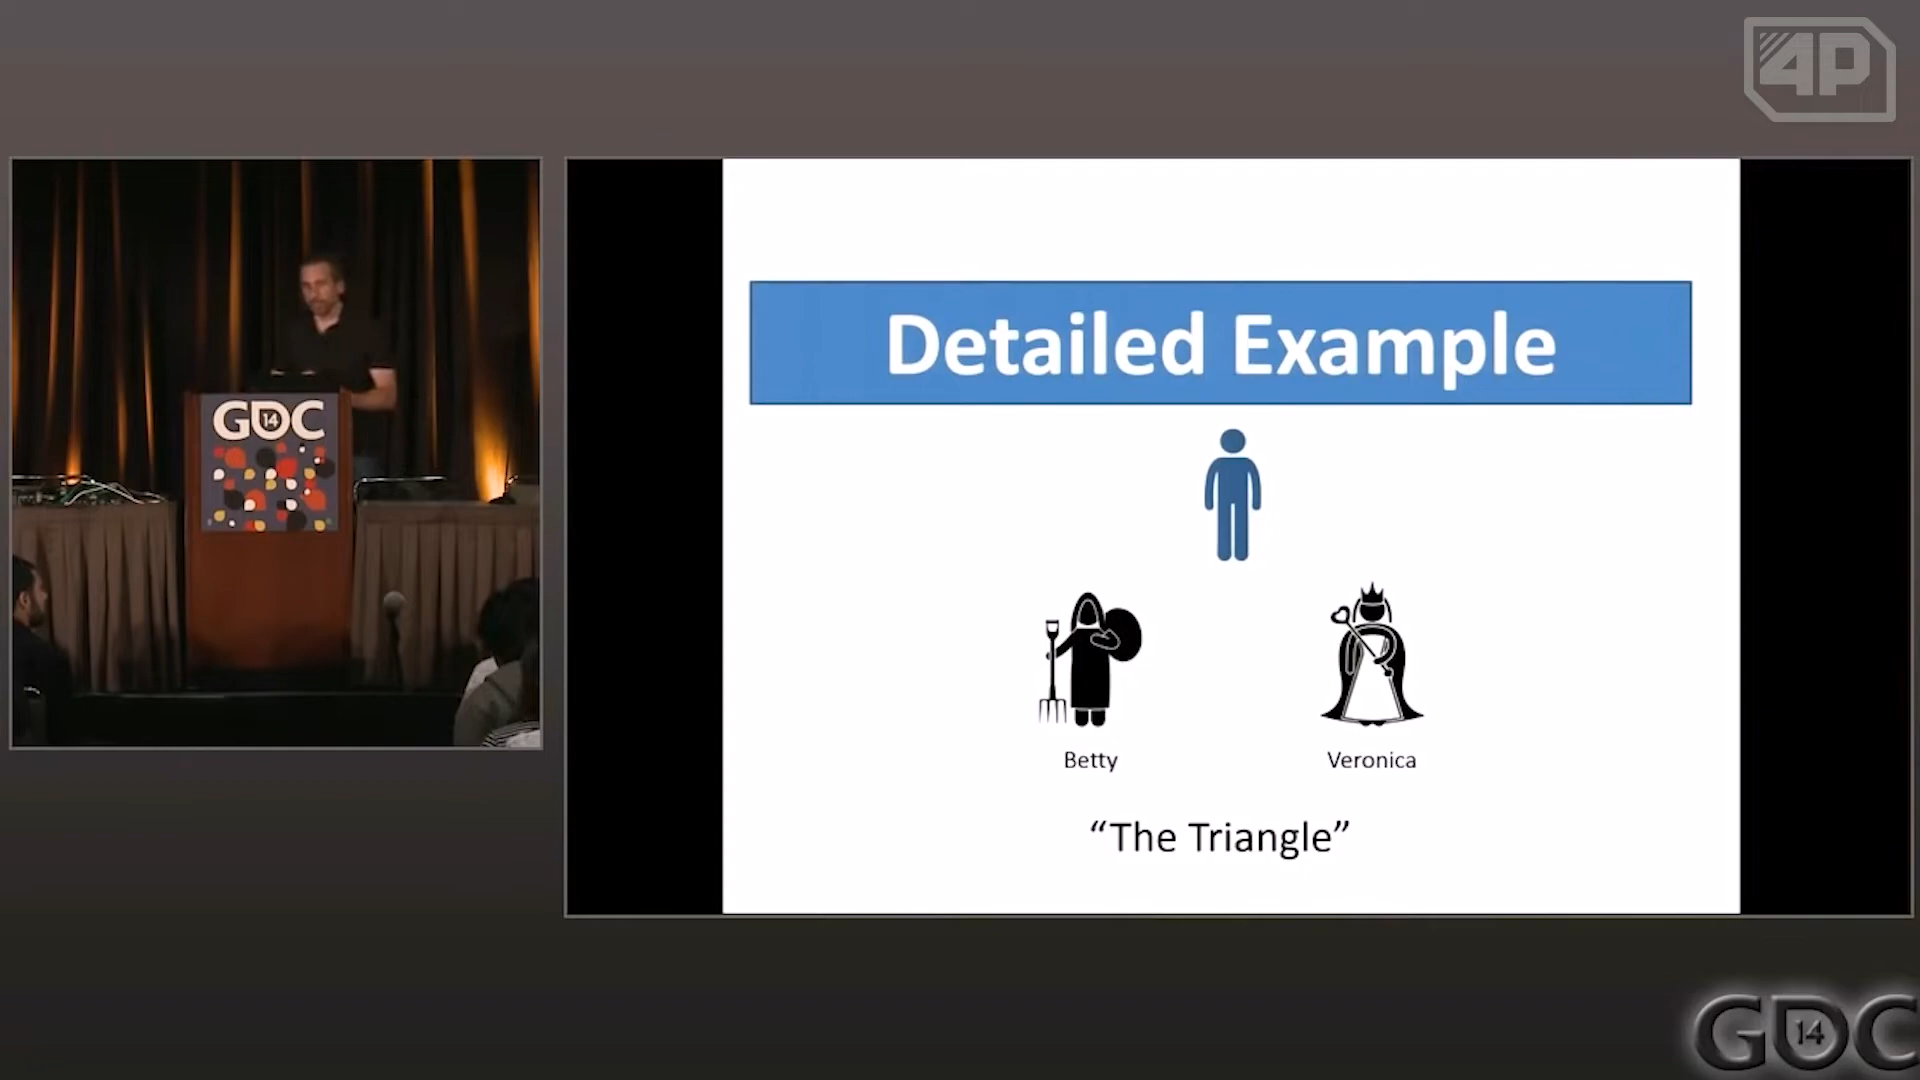 4P
GDC
14
Detailed Example
Betty
Veronica
“The Triangle”
GDC
14